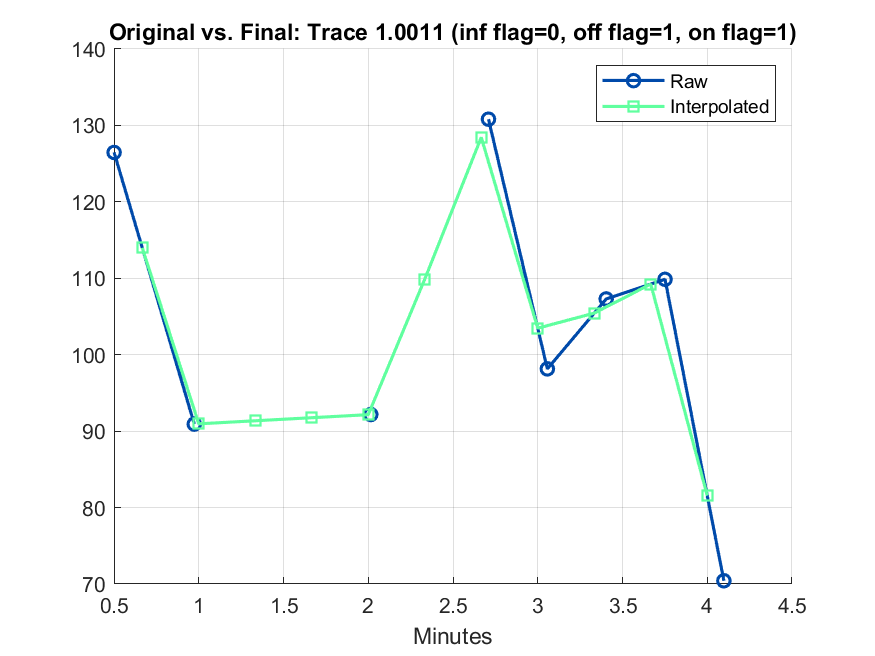 Original vs. Final: Trace 1.0011 (inf flag=0, off flag=1, on flag=1)
140
130
120
110
100
90
80
70
Raw
Interpolated
0.5 1 1.5 2 2.5 3 3.5 4 4.5
Minutes